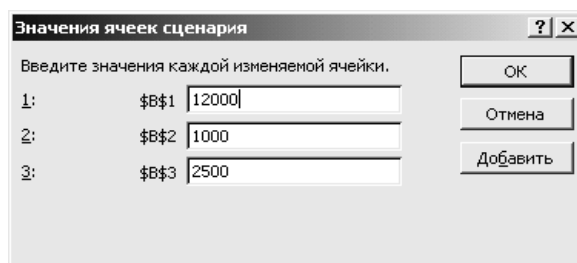 Значения ячеек сценария ? ×
Введите значения каждой изменяемой ячейки.
1: $B$1 12000
2: $B$2 1000
3: $B$3 2500
ОК
Отмена
Добавить